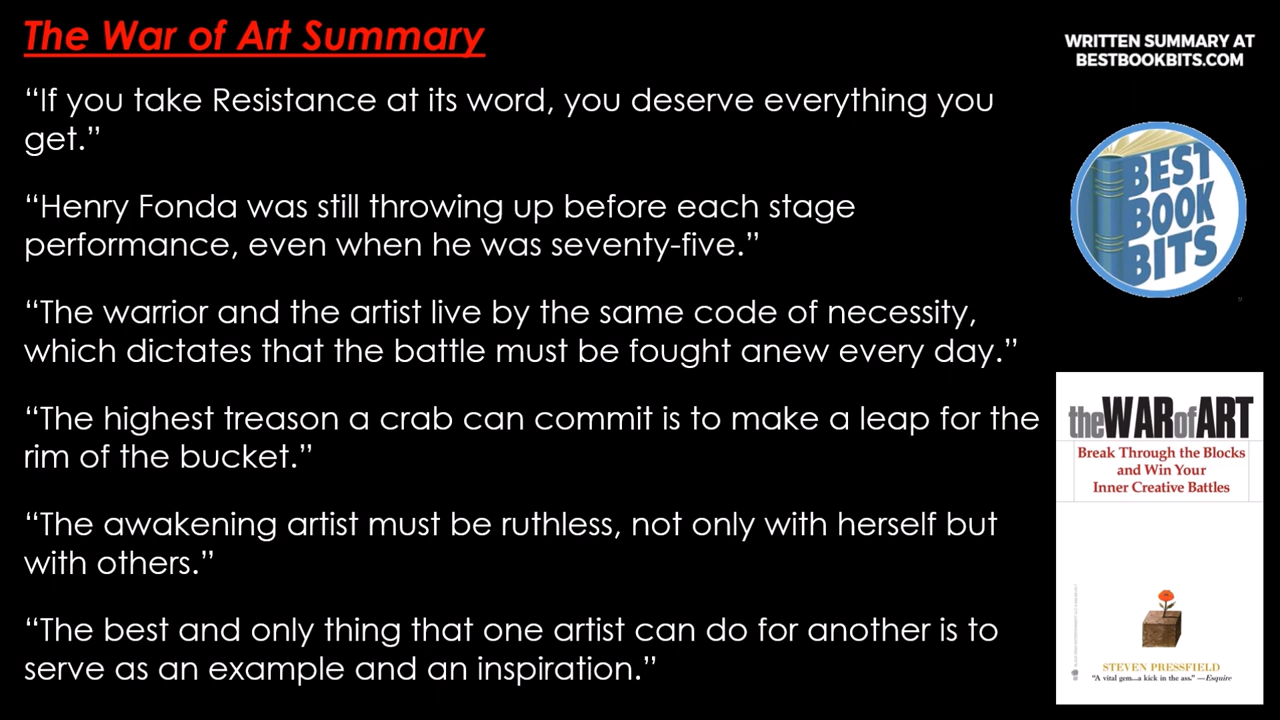 The War of Art Summary
“If you take Resistance at its word, you deserve everything you
get.”
“Henry Fonda was still throwing up before each stage
performance, even when he was seventy-five.”
“The warrior and the artist live by the same code of necessity,
which dictates that the battle must be fought anew every day.”
“The highest treason a crab can commit is to make a leap for the
rim of the bucket.”
“The awakening artist must be ruthless, not only with herself but
with others.”
“The best and only thing that one artist can do for another is to
serve as an example and an inspiration.”
WRITTEN SUMMARY AT
BESTBOOKBITS.COM
BEST
BOOK
BITS
theWARofART
Break Through the Blocks
and Win Your
Inner Creative Battles
STEVEN PRESSFIELD
“A vital gem...a kick in the ass.” —Esquire